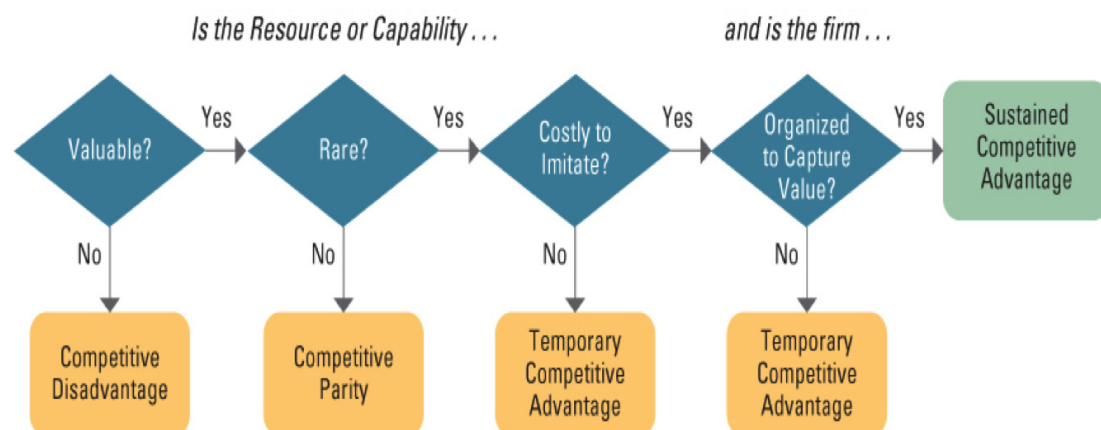 Is the Resource or Capability . . .
and is the firm . . .
Valuable?
Yes
Rare?
Yes
Costly to
Imitate?
Yes
Organized
to Capture
Value?
Yes
Sustained
Competitive
Advantage
No
No
No
No
Competitive
Disadvantage
Competitive
Parity
Temporary
Competitive
Advantage
Temporary
Competitive
Advantage